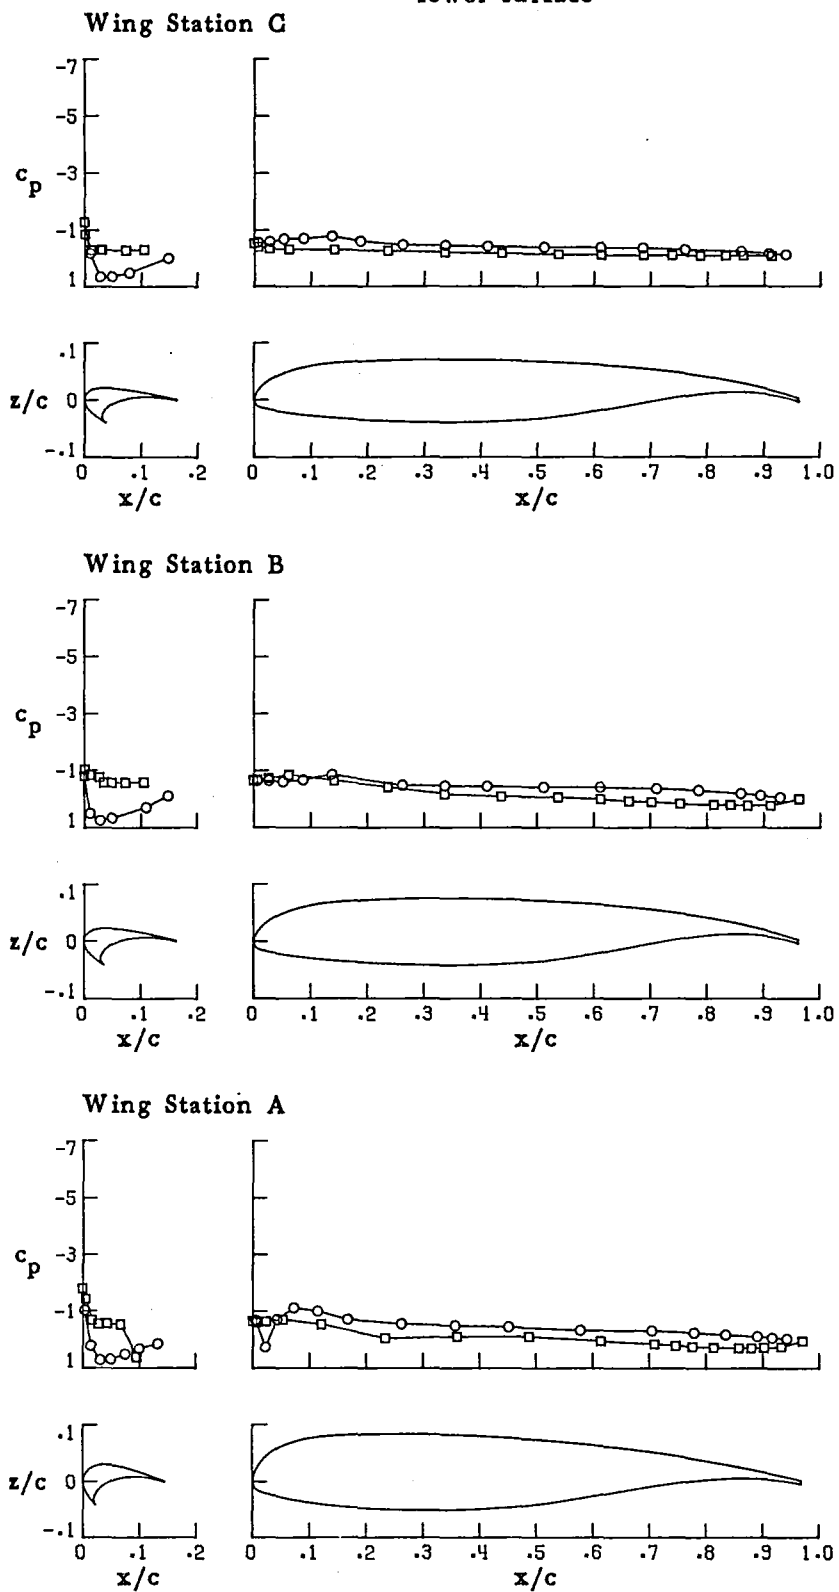 Wing Station C
-7
-5
-3
-1
1
c_p
.1
0
-.1
z/c
0 .1 .2
x/c
0 .1 .2 .3 .4 .5 .6 .7 .8 .9 1.0
x/c
Wing Station B
-7
-5
-3
-1
1
c_p
.1
0
-.1
z/c
0 .1 .2
x/c
0 .1 .2 .3 .4 .5 .6 .7 .8 .9 1.0
x/c
Wing Station A
-7
-5
-3
-1
1
c_p
.1
0
-.1
z/c
0 .1 .2
x/c
0 .1 .2 .3 .4 .5 .6 .7 .8 .9 1.0
x/c